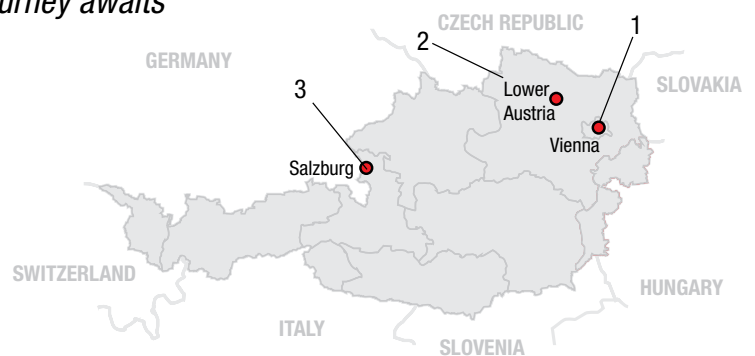 urney awaits
CZECH REPUBLIC
1
2
GERMANY
SLOVAKIA
3
Lower
Austria
Vienna
Salzburg
SWITZERLAND
HUNGARY
ITALY
SLOVENIA